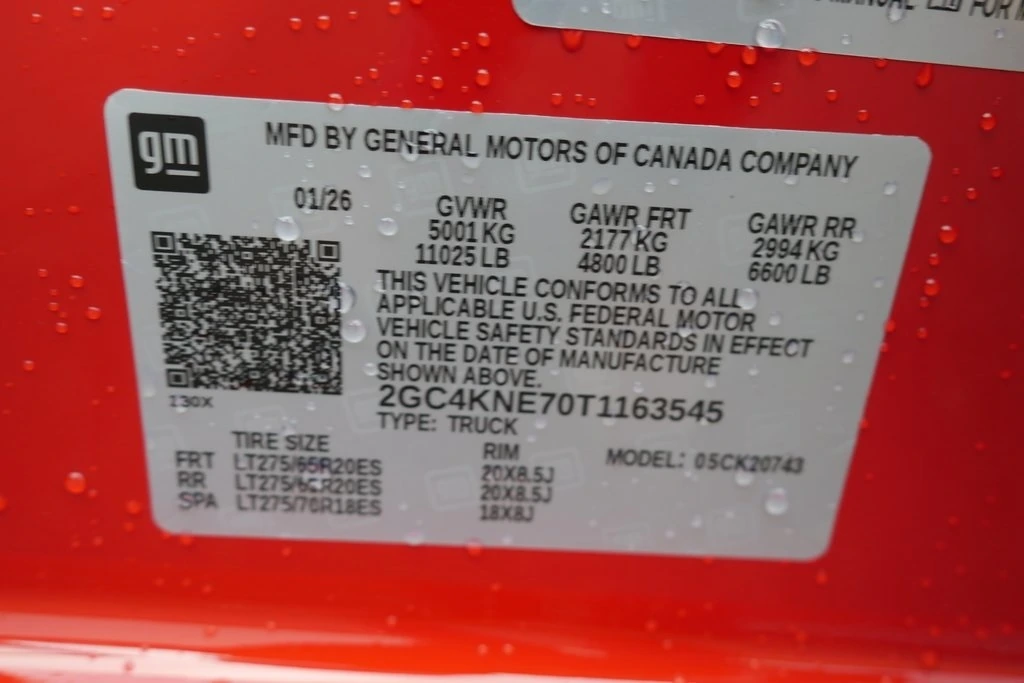 MANUAL FOR
gm
MFD BY GENERAL MOTORS OF CANADA COMPANY
01/26
GVWR GAWR FRT GAWR RR
5001 KG 2177 KG 2994 KG
11025 LB 4800 LB 6600 LB
THIS VEHICLE CONFORMS TO ALL
APPLICABLE U.S. FEDERAL MOTOR
VEHICLE SAFETY STANDARDS IN EFFECT
ON THE DATE OF MANUFACTURE
SHOWN ABOVE.
130X
2GC4KNE70T1163545
TYPE: TRUCK
TIRE SIZE RIM MODEL: 05CK20743
FRT LT275/65R20ES 20X8.5J
RR LT275/65R20ES 20X8.5J
SPA LT275/70R18ES 18X8J